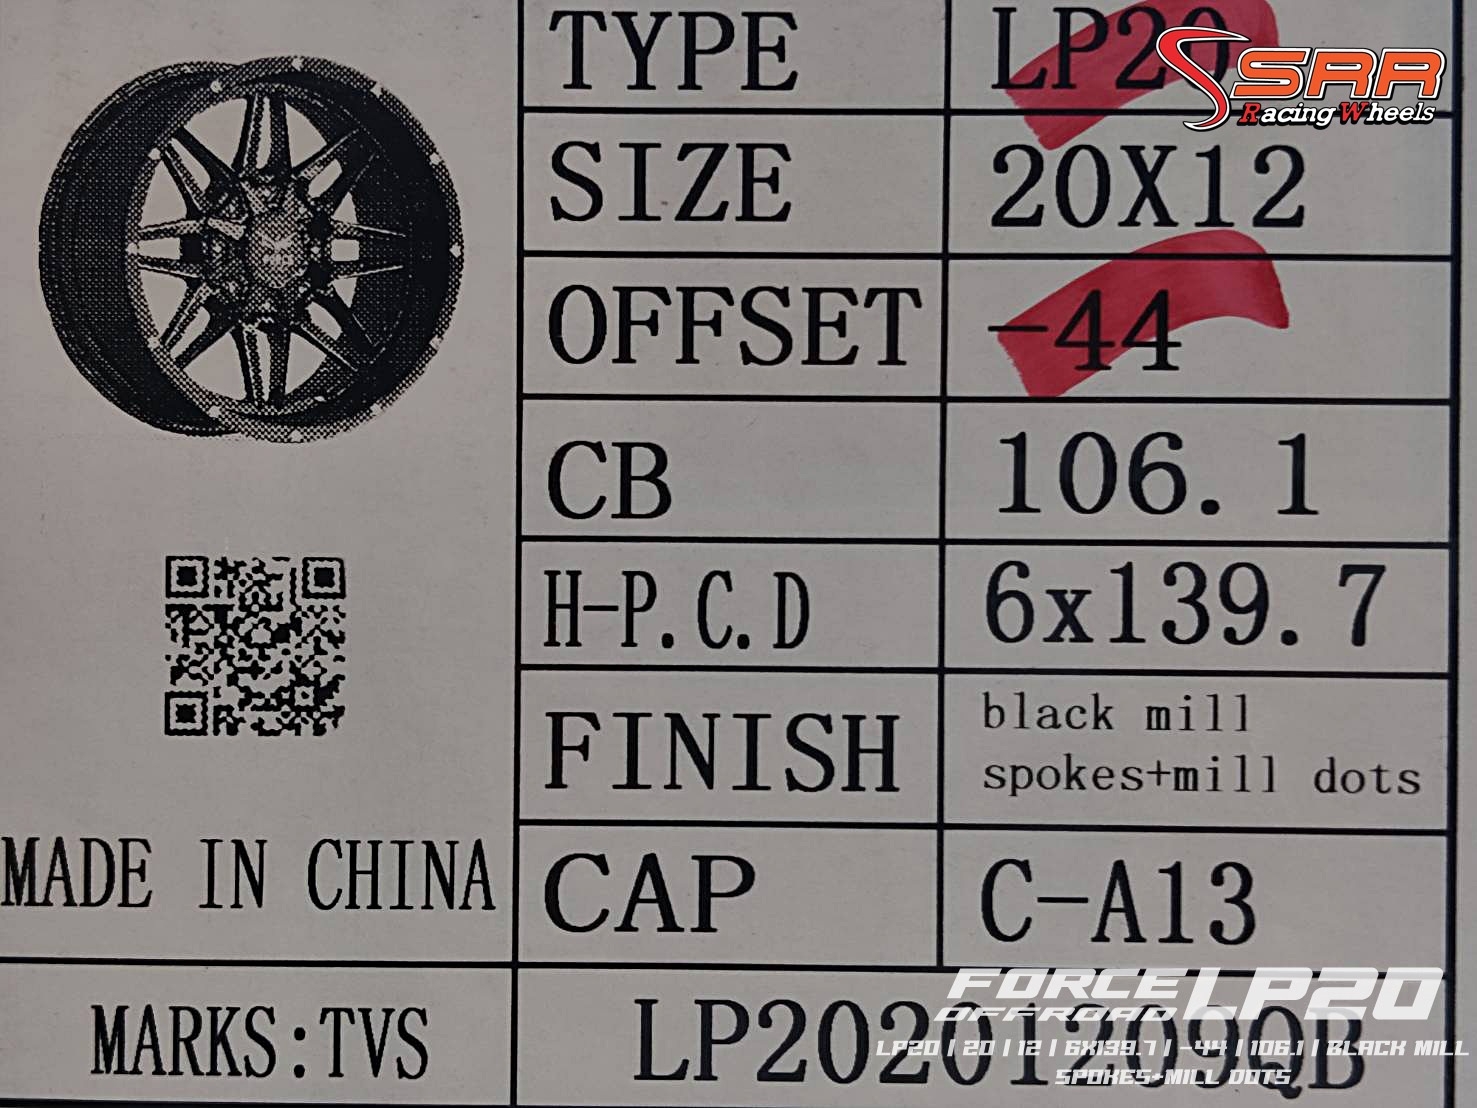 TYPE LP20
SRR
Racing Wheels
SIZE 20X12
OFFSET -44
CB 106.1
H-P.C.D 6x139.7
FINISH black mill
spokes+mill dots
MADE IN CHINA
CAP C-A13
MARKS:TVS LP20201209QB
FORCE LP20
OFFROAD
LP20 | 20 | 12 | 6X139.7 | -44 | 106.1 | BLACK MILL
SPOKES+MILL DOTS